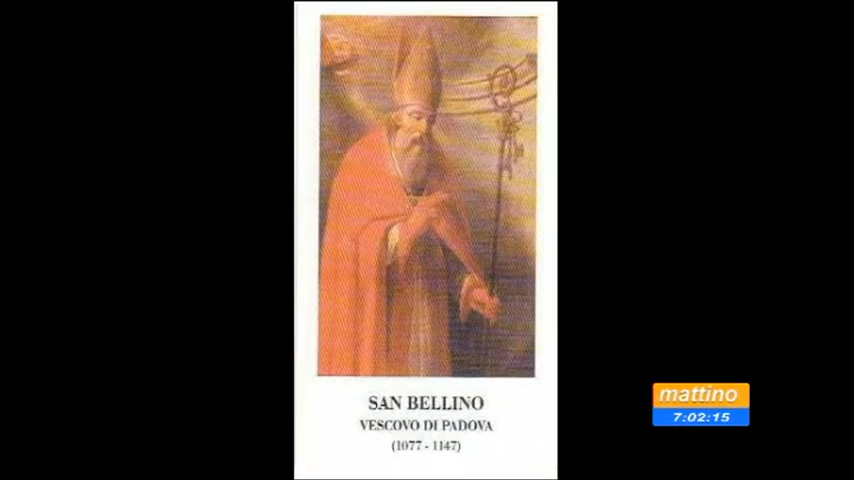 SAN BELLINO
VESCOVO DI PADOVA
(1077 - 1147)
mattino
7:02:15